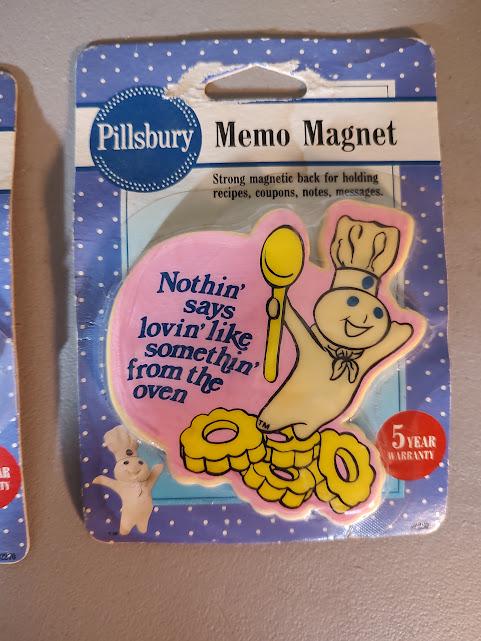 Pillsbury
Memo Magnet
Strong magnetic back for holding
recipes, coupons, notes, messages.
Nothin'
says
lovin' like
somethin'
from the
oven
TM
5 YEAR
WARRANTY